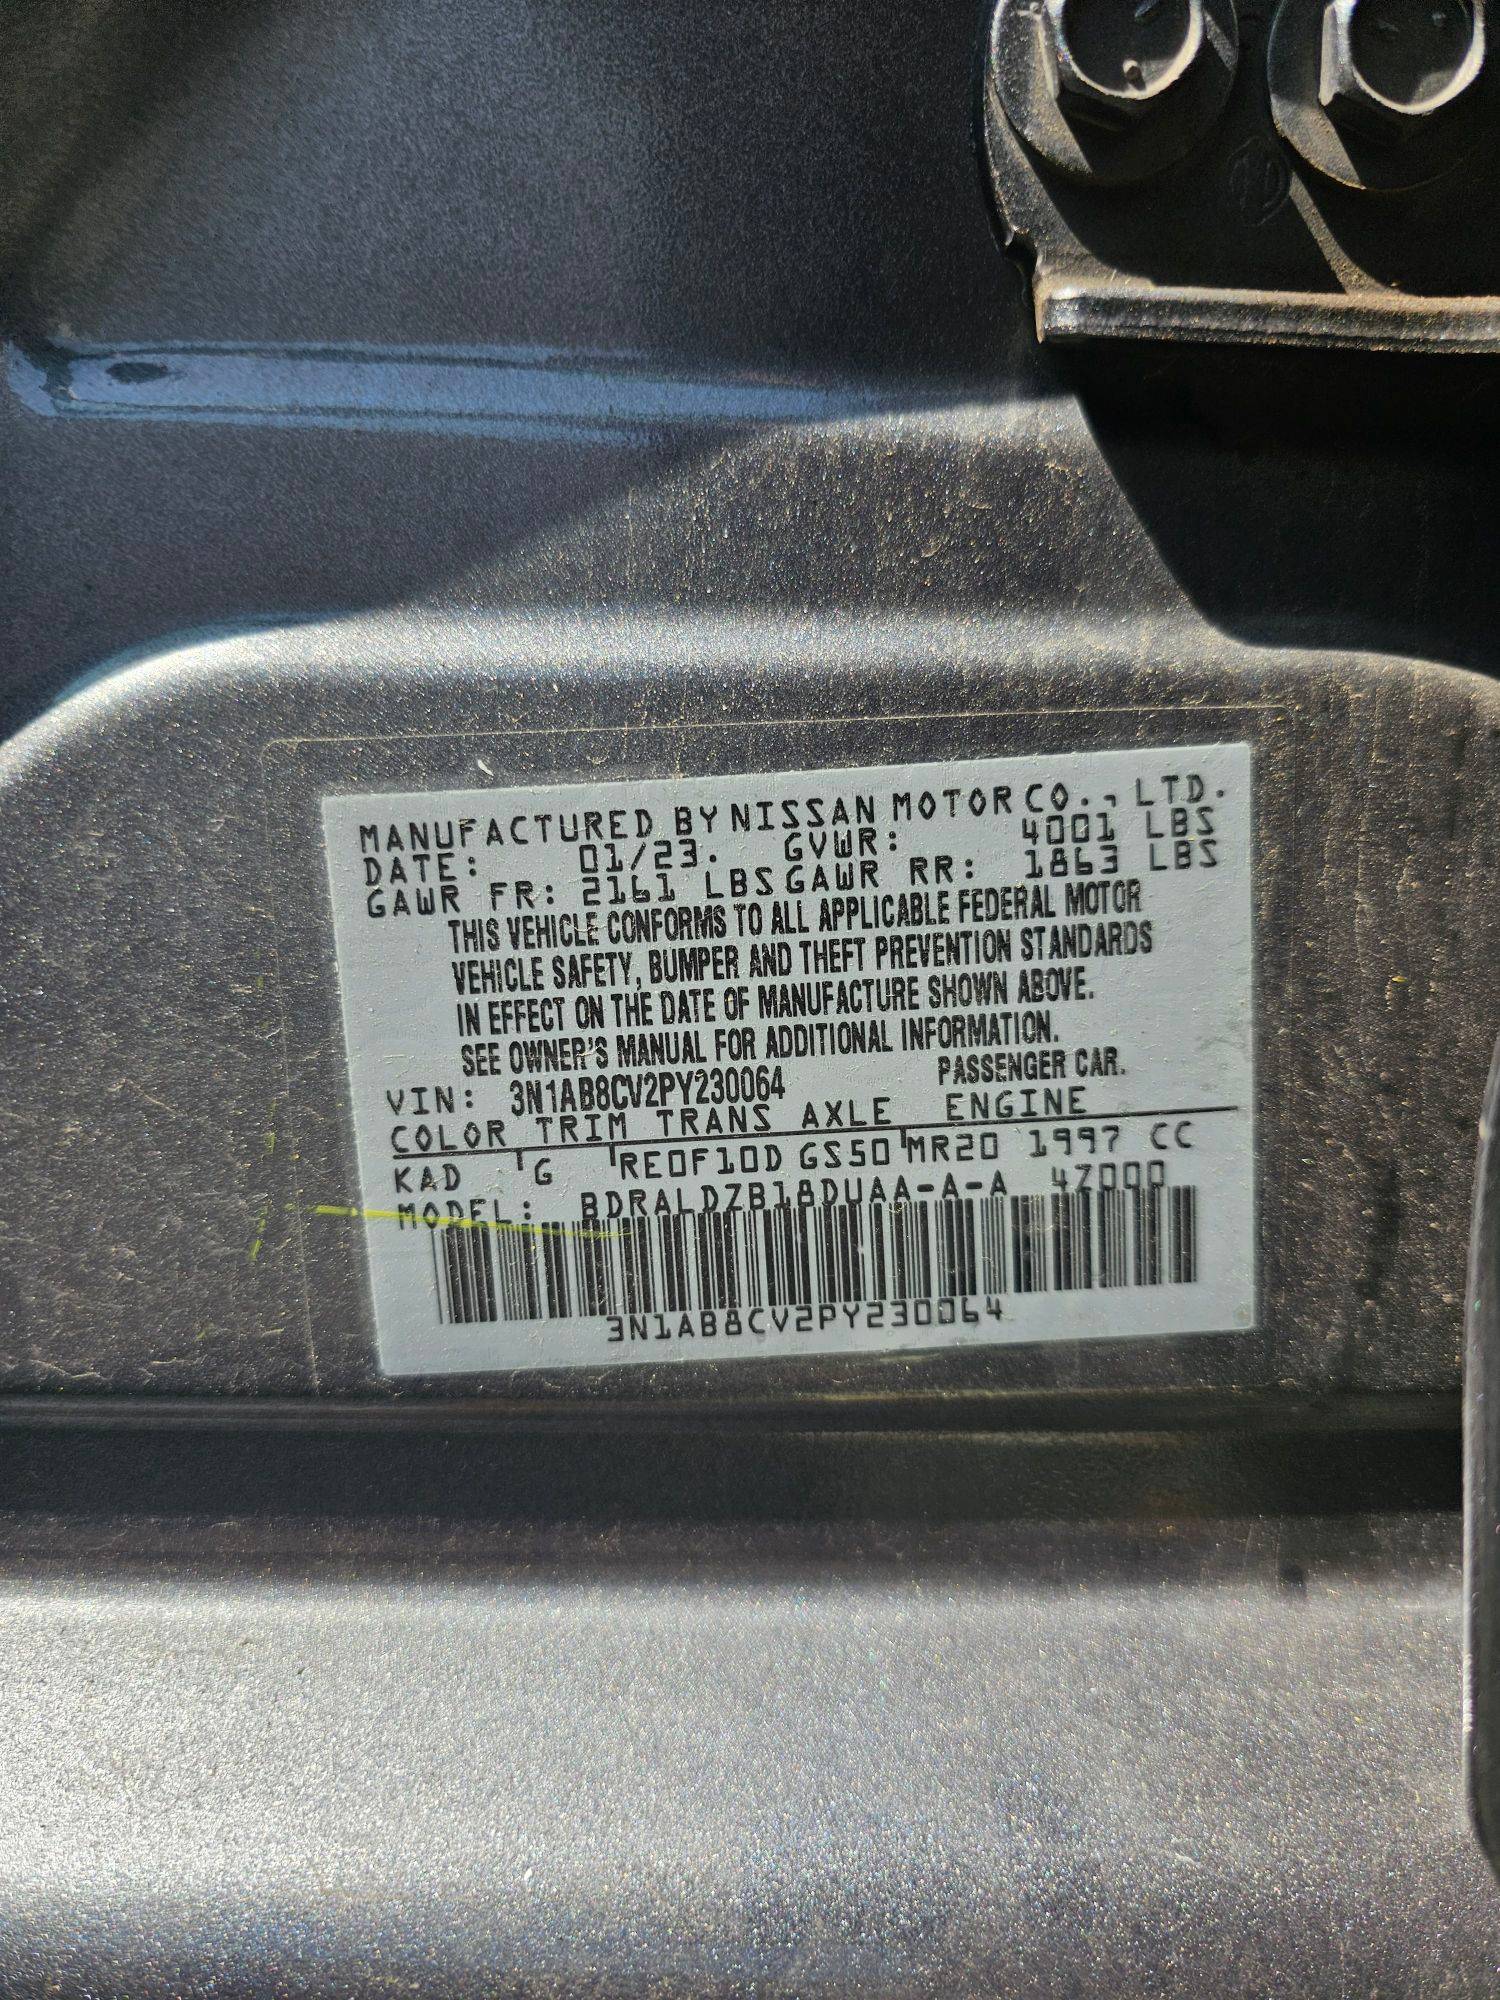 MANUFACTURED BY NISSAN MOTOR CO., LTD.
DATE: 01/23. GVWR: 4001 LBS
GAWR FR: 2161 LBS GAWR RR: 1863 LBS
THIS VEHICLE CONFORMS TO ALL APPLICABLE FEDERAL MOTOR
VEHICLE SAFETY, BUMPER AND THEFT PREVENTION STANDARDS
IN EFFECT ON THE DATE OF MANUFACTURE SHOWN ABOVE.
SEE OWNER'S MANUAL FOR ADDITIONAL INFORMATION.
VIN: 3N1AB8CV2PY230064 PASSENGER CAR.
COLOR TRIM TRANS AXLE ENGINE
KAD G RE0F10D GS50 MR20 1997 CC
MODEL: BDRALDZB18DUAA-A-A 4Z000
3N1AB8CV2PY230064